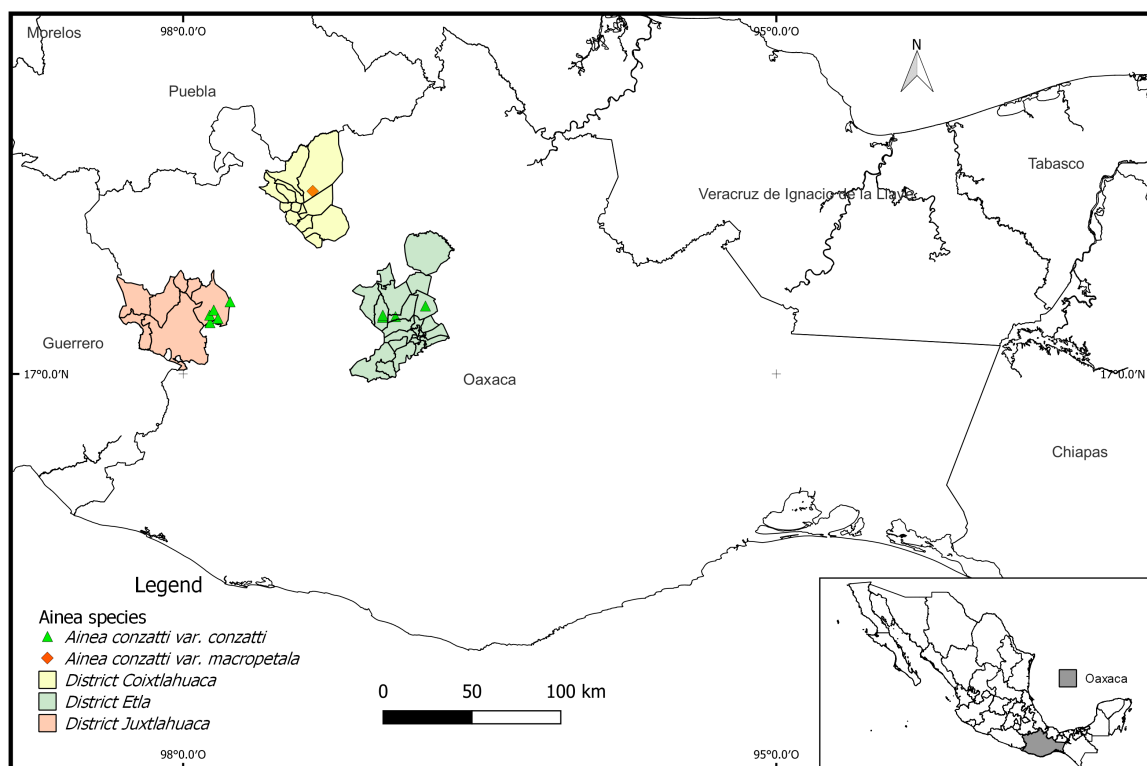 Morelos
98°0.0'O
95°0.0'O
N
Puebla
Tabasco
Veracruz de Ignacio de la Llave
Guerrero
17°0.0'N
Oaxaca
17°0.0'N
Chiapas
Legend
Ainea species
Ainea conzatti var. conzatti
Ainea conzatti var. macropetala
District Coixtlahuaca
District Etla
District Juxtlahuaca
0 50 100 km
Oaxaca
98°0.0'O
95°0.0'O